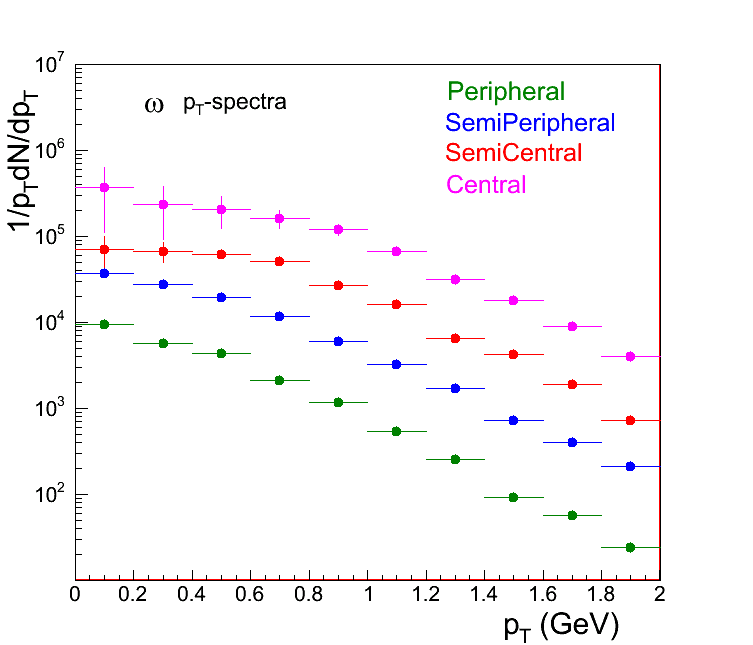 10^7
10^6
10^5
10^4
10^3
10^2
1/p_T dN/dp_T
ω p_T-spectra
Peripheral
SemiPeripheral
SemiCentral
Central
0 0.2 0.4 0.6 0.8 1 1.2 1.4 1.6 1.8 2
p_T (GeV)